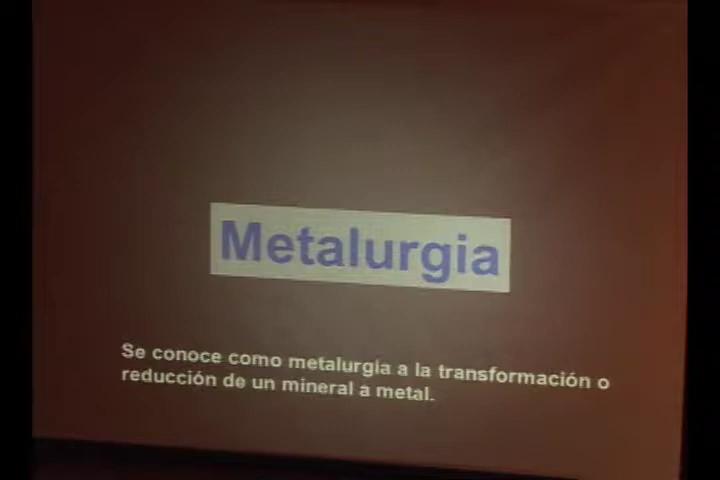 Metalurgia
Se conoce como metalurgia a la transformación o
reducción de un mineral a metal.